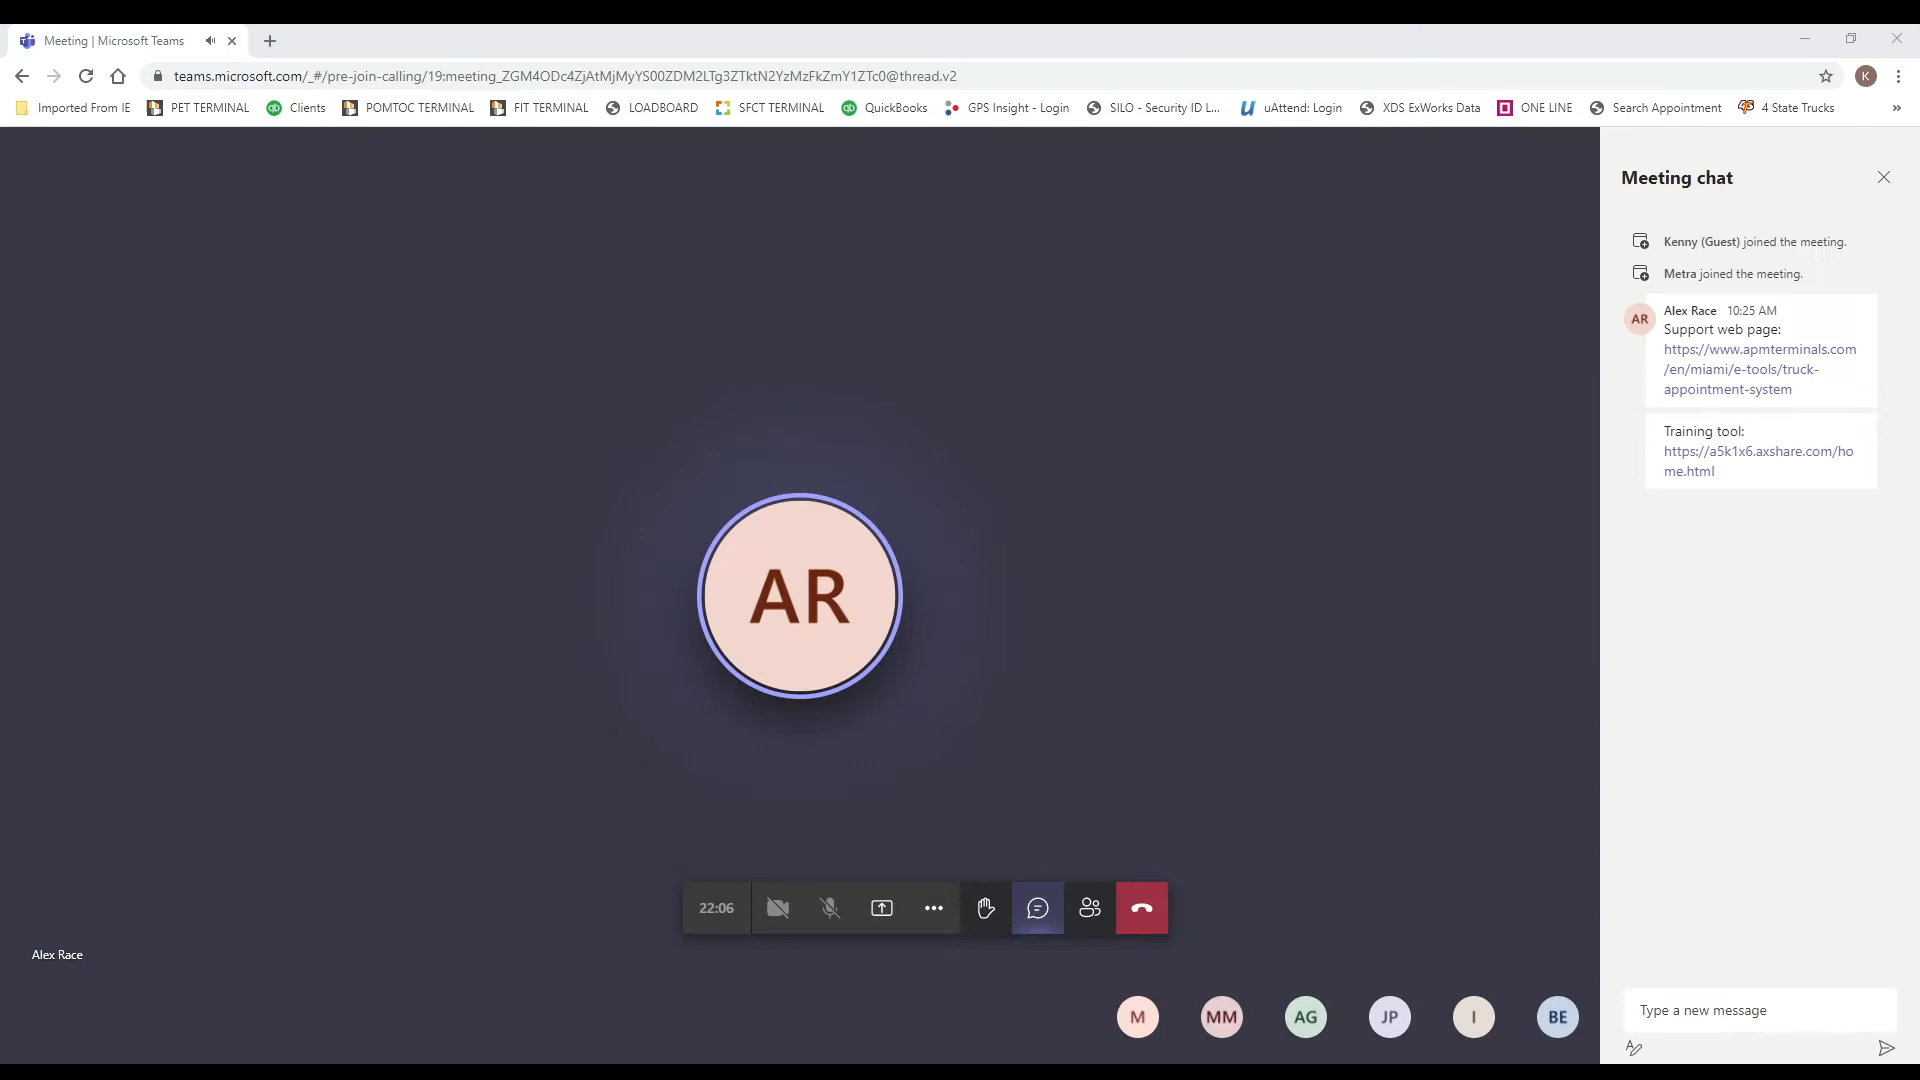 Meeting | Microsoft Teams
teams.microsoft.com/_#/pre-join-calling/19:meeting_ZGM4ODc4ZjAtMjMyYS00ZDM2LTg3ZTktN2YzMzFkZmY1ZTc0@thread.v2
K
Imported From IE PET TERMINAL Clients POMTOC TERMINAL FIT TERMINAL LOADBOARD SFCT TERMINAL QuickBooks GPS Insight - Login SILO - Security ID L... uAttend: Login XDS ExWorks Data ONE LINE Search Appointment 4 State Trucks »
Meeting chat
Kenny (Guest) joined the meeting.
Metra joined the meeting.
AR
Alex Race 10:25 AM
Support web page:
https://www.apmterminals.com
/en/miami/e-tools/truck-
appointment-system
Training tool:
https://a5k1x6.axshare.com/ho
me.html
AR
22:06
Alex Race
M MM AG JP I BE
Type a new message